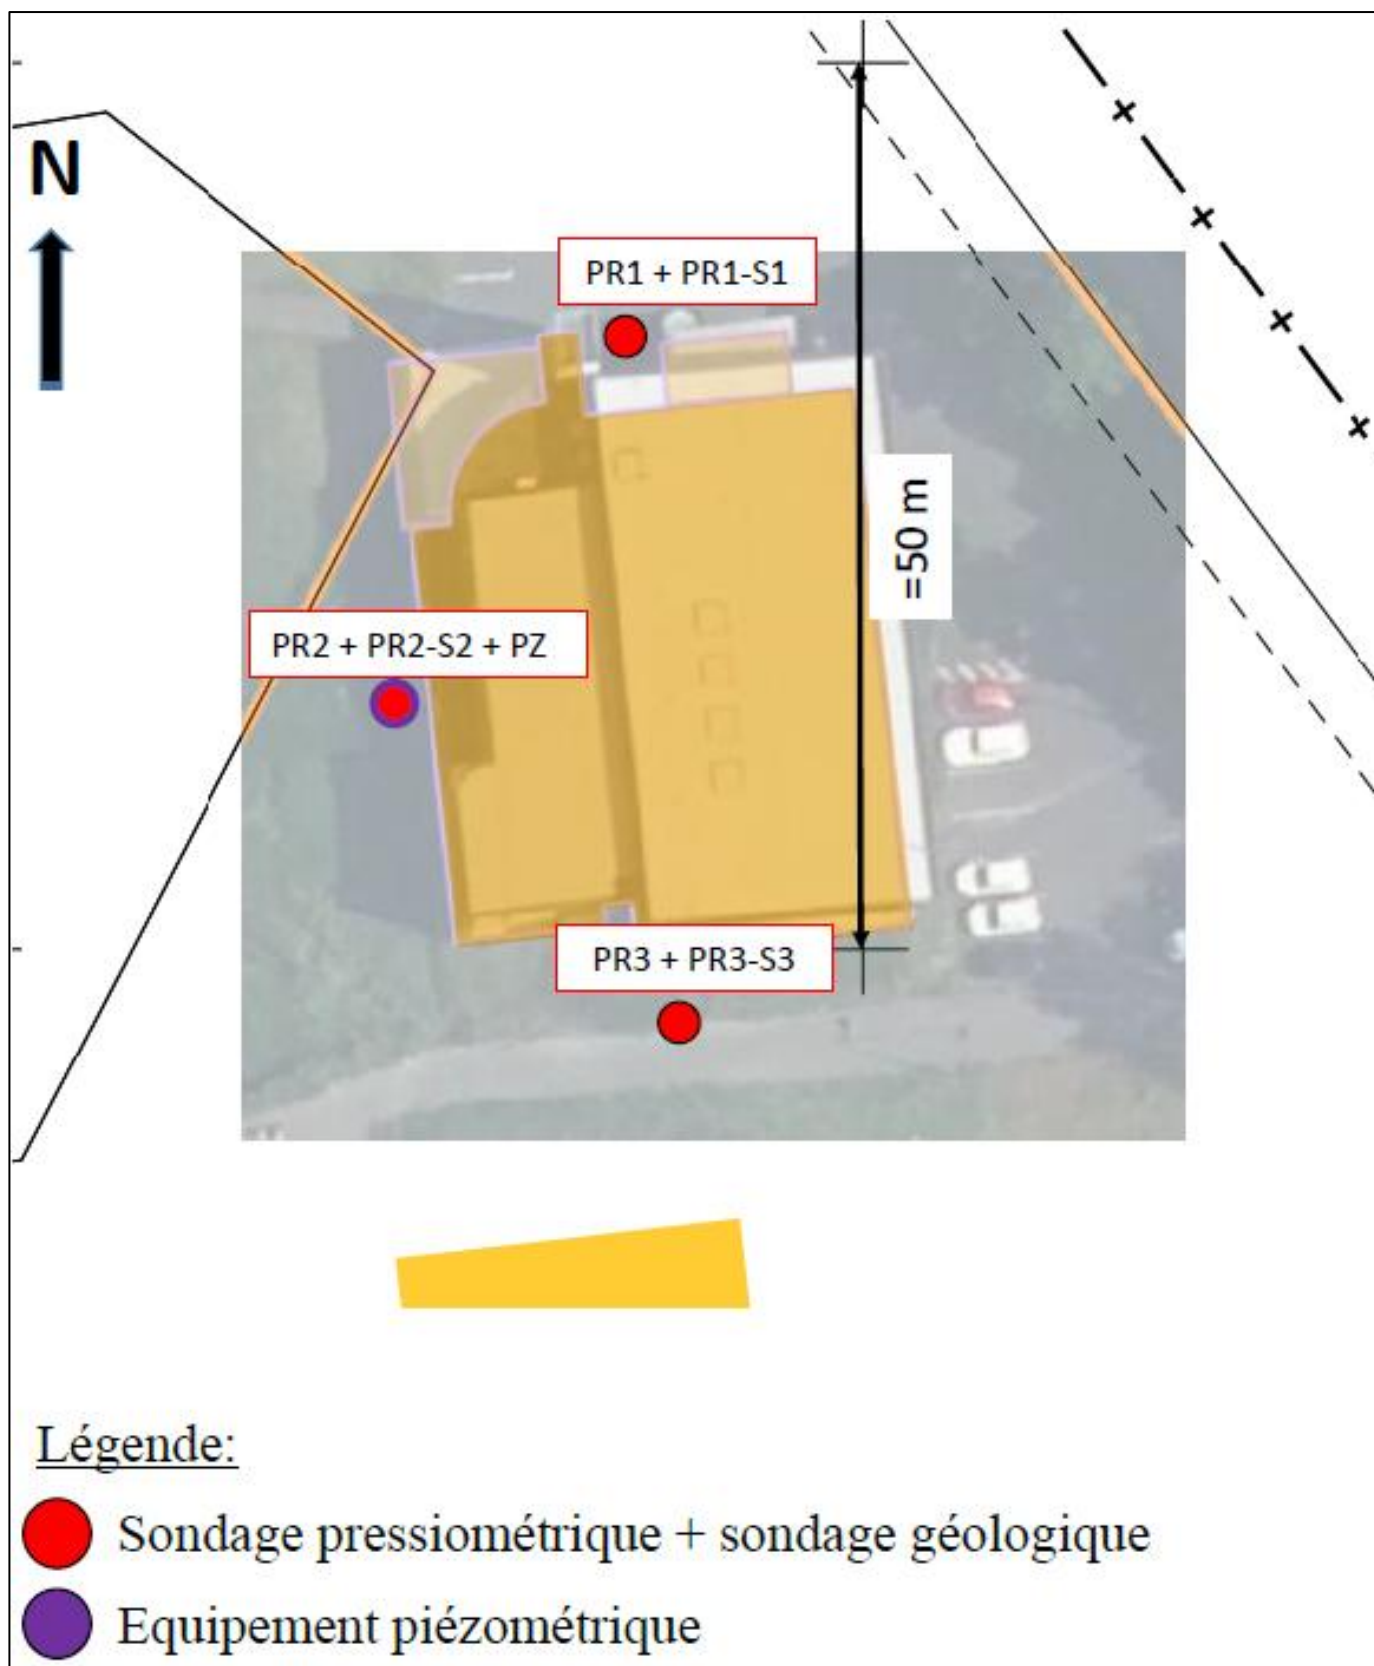 N
PR1 + PR1-S1
=50 m
PR2 + PR2-S2 + PZ
PR3 + PR3-S3
Légende:
Sondage pressiométrique + sondage géologique
Equipement piézométrique